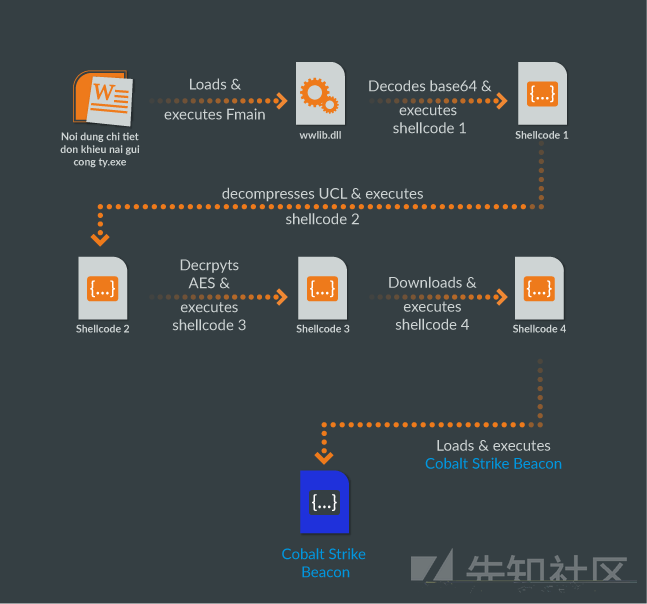 Loads &
executes Fmain
Decodes base64 &
executes
shellcode 1
W
{...}
Noi dung chi tiet
don khieu nai gui
cong ty.exe
wwlib.dll
Shellcode 1
decompresses UCL & executes
shellcode 2
{...}
Decrpyts
AES &
executes
shellcode 3
{...}
Downloads &
executes
shellcode 4
{...}
Shellcode 2
Shellcode 3
Shellcode 4
Loads & executes
Cobalt Strike Beacon
{...}
Cobalt Strike
Beacon
先知社区